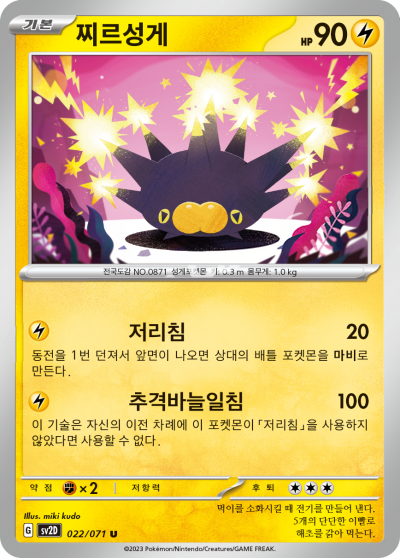 기본
찌르성게
HP 90
전국도감 NO.0871 성게포켓몬 키: 0.3 m 몸무게: 1.0 kg
저리침 20
동전을 1번 던져서 앞면이 나오면 상대의 배틀 포켓몬을 마비로
만든다.
추격바늘일침 100
이 기술은 자신의 이전 차례에 이 포켓몬이 「저리침」을 사용하지
않았다면 사용할 수 없다.
약점 ×2 저항력 후퇴
Illus. miki kudo
G SV2D 022/071 U
먹이를 소화시킬 때 전기를 만들어 낸다.
5개의 단단한 이빨로
해초를 갉아 먹는다.
©2023 Pokémon/Nintendo/Creatures/GAME FREAK.